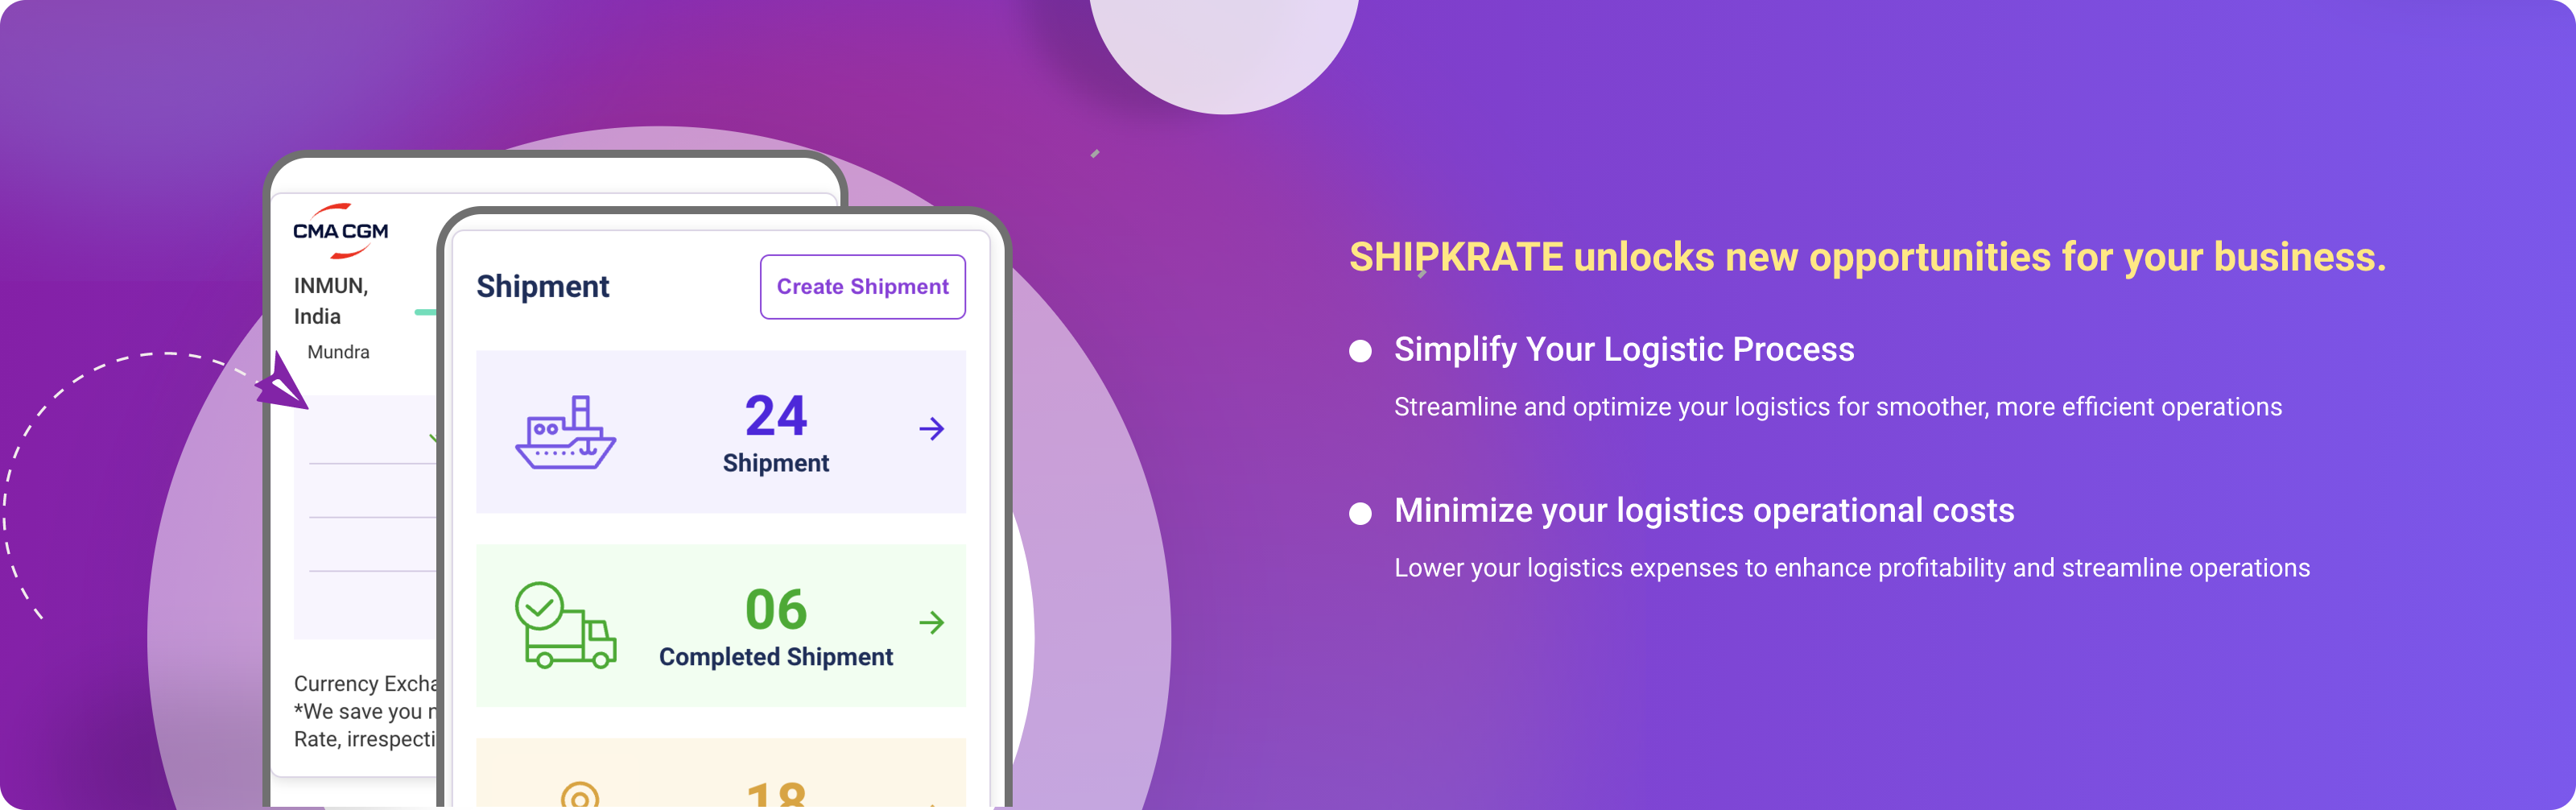 CMA CGM
INMUN,
India
Mundra
Currency Excha
*We save you
Rate, irrespecti
Shipment
Create Shipment
24
Shipment
06
Completed Shipment
18
SHIPKRATE unlocks new opportunities for your business.
Simplify Your Logistic Process
Streamline and optimize your logistics for smoother, more efficient operations
Minimize your logistics operational costs
Lower your logistics expenses to enhance profitability and streamline operations